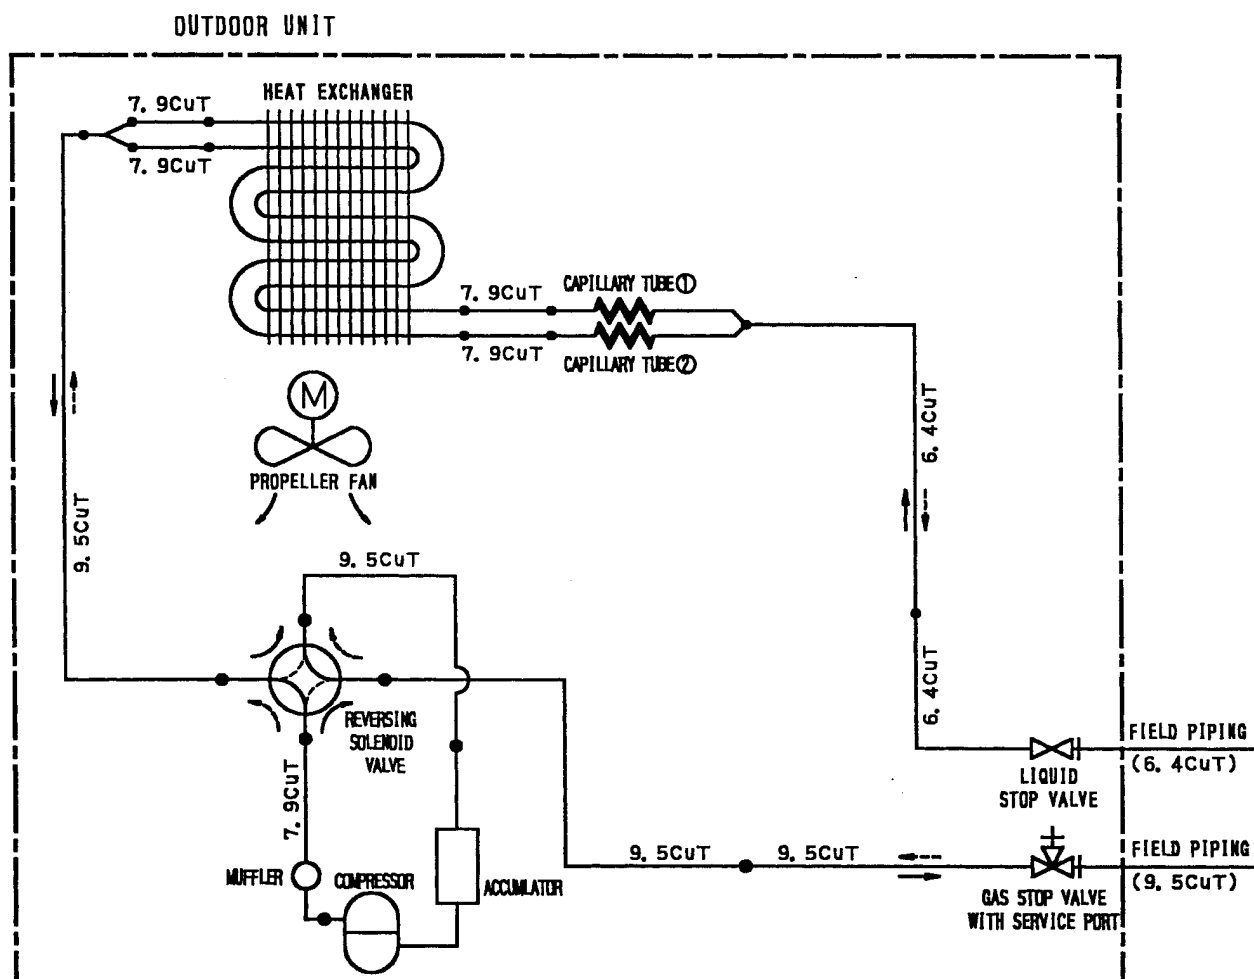 OUTDOOR UNIT
HEAT EXCHANGER
7.9CuT
7.9CuT
7.9CuT
CAPILLARY TUBE①
7.9CuT
CAPILLARY TUBE②
M
PROPELLER FAN
6.4CuT
9.5CuT
9.5CuT
6.4CuT
REVERSING
SOLENOID
VALVE
7.9CuT
FIELD PIPING
(6.4CuT)
LIQUID
STOP VALVE
9.5CuT
9.5CuT
FIELD PIPING
(9.5CuT)
MUFFLER
COMPRESSOR
ACCUMLATOR
GAS STOP VALVE
WITH SERVICE PORT